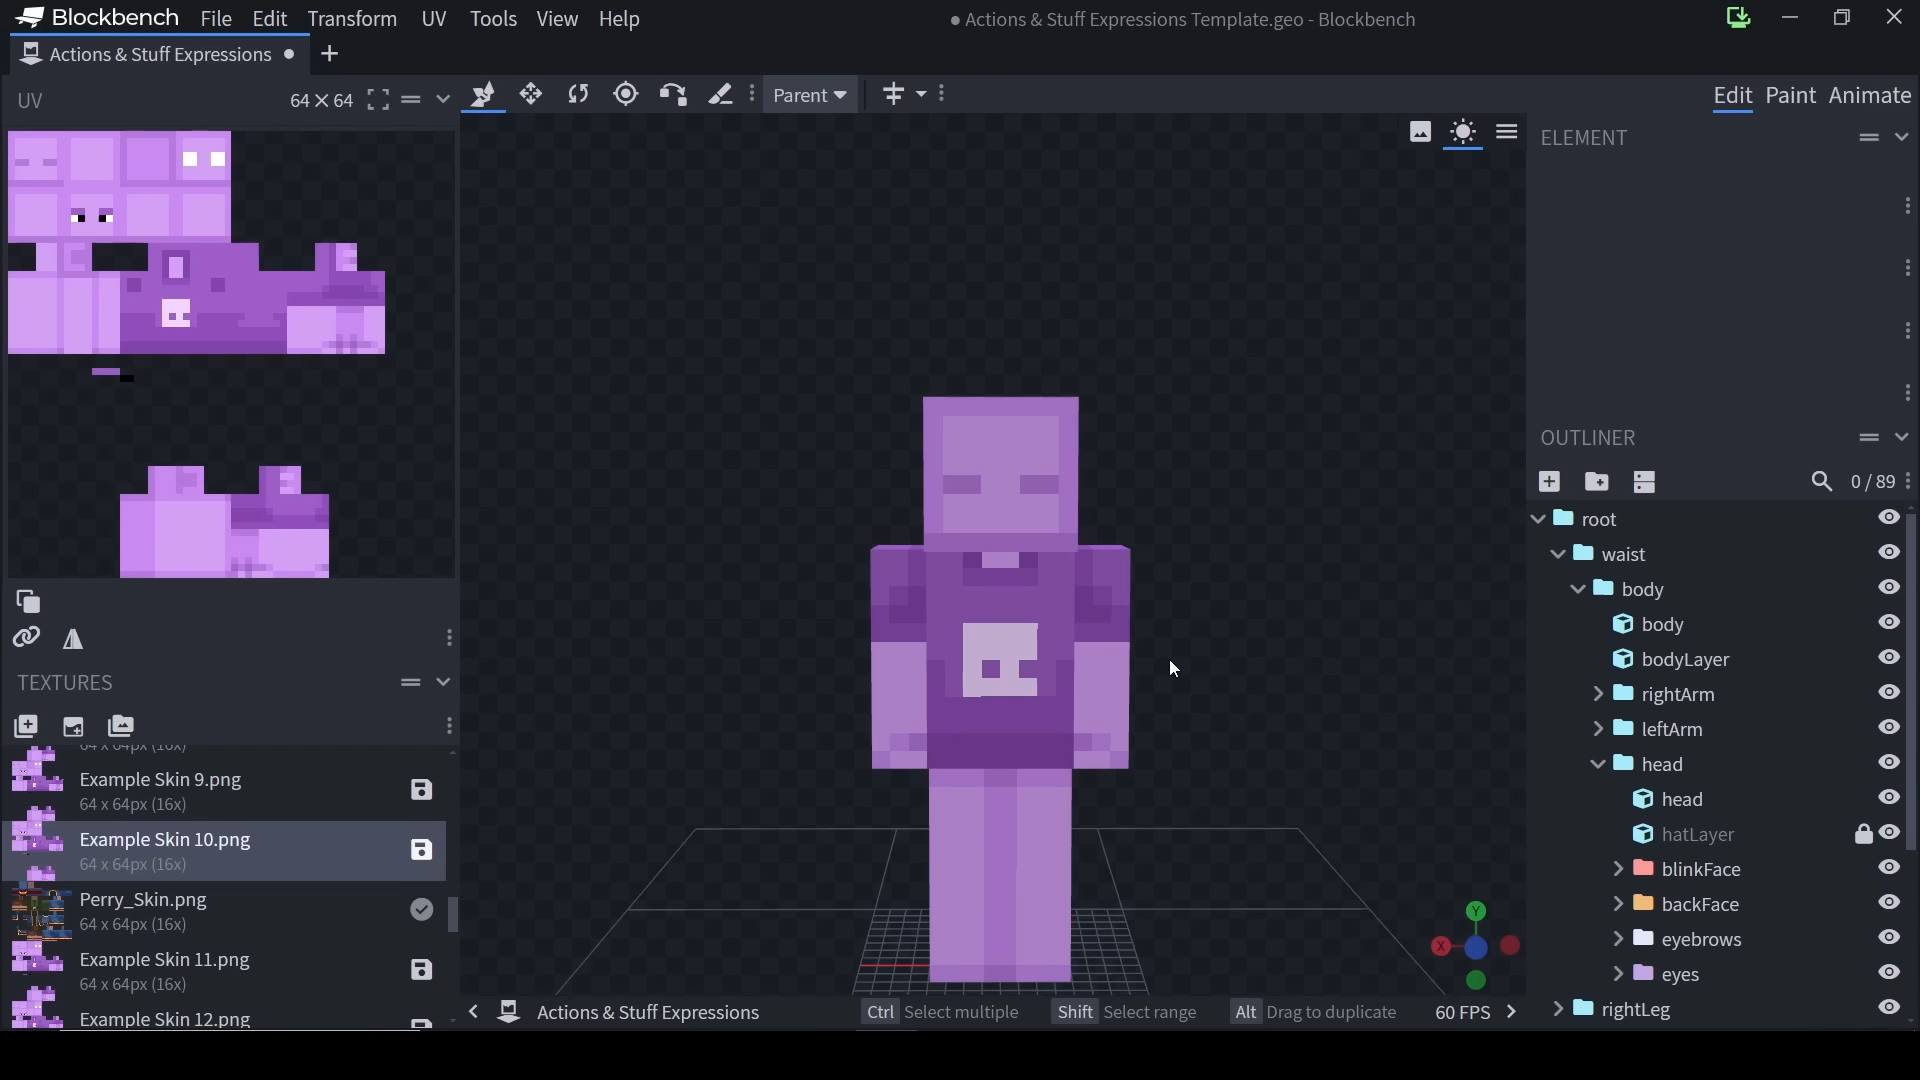 Blockbench File Edit Transform UV Tools View Help
Actions & Stuff Expressions Template.geo - Blockbench
Actions & Stuff Expressions
UV
64 × 64
Parent
Edit Paint Animate
ELEMENT
OUTLINER
0 / 89
root
waist
body
body
bodyLayer
rightArm
leftArm
head
head
hatLayer
blinkFace
backFace
eyebrows
eyes
rightLeg
TEXTURES
64 x 64px (16x)
Example Skin 9.png
64 x 64px (16x)
Example Skin 10.png
64 x 64px (16x)
Perry_Skin.png
64 x 64px (16x)
Example Skin 11.png
64 x 64px (16x)
Example Skin 12.png
Y
X
Actions & Stuff Expressions
Ctrl Select multiple Shift Select range Alt Drag to duplicate 60 FPS